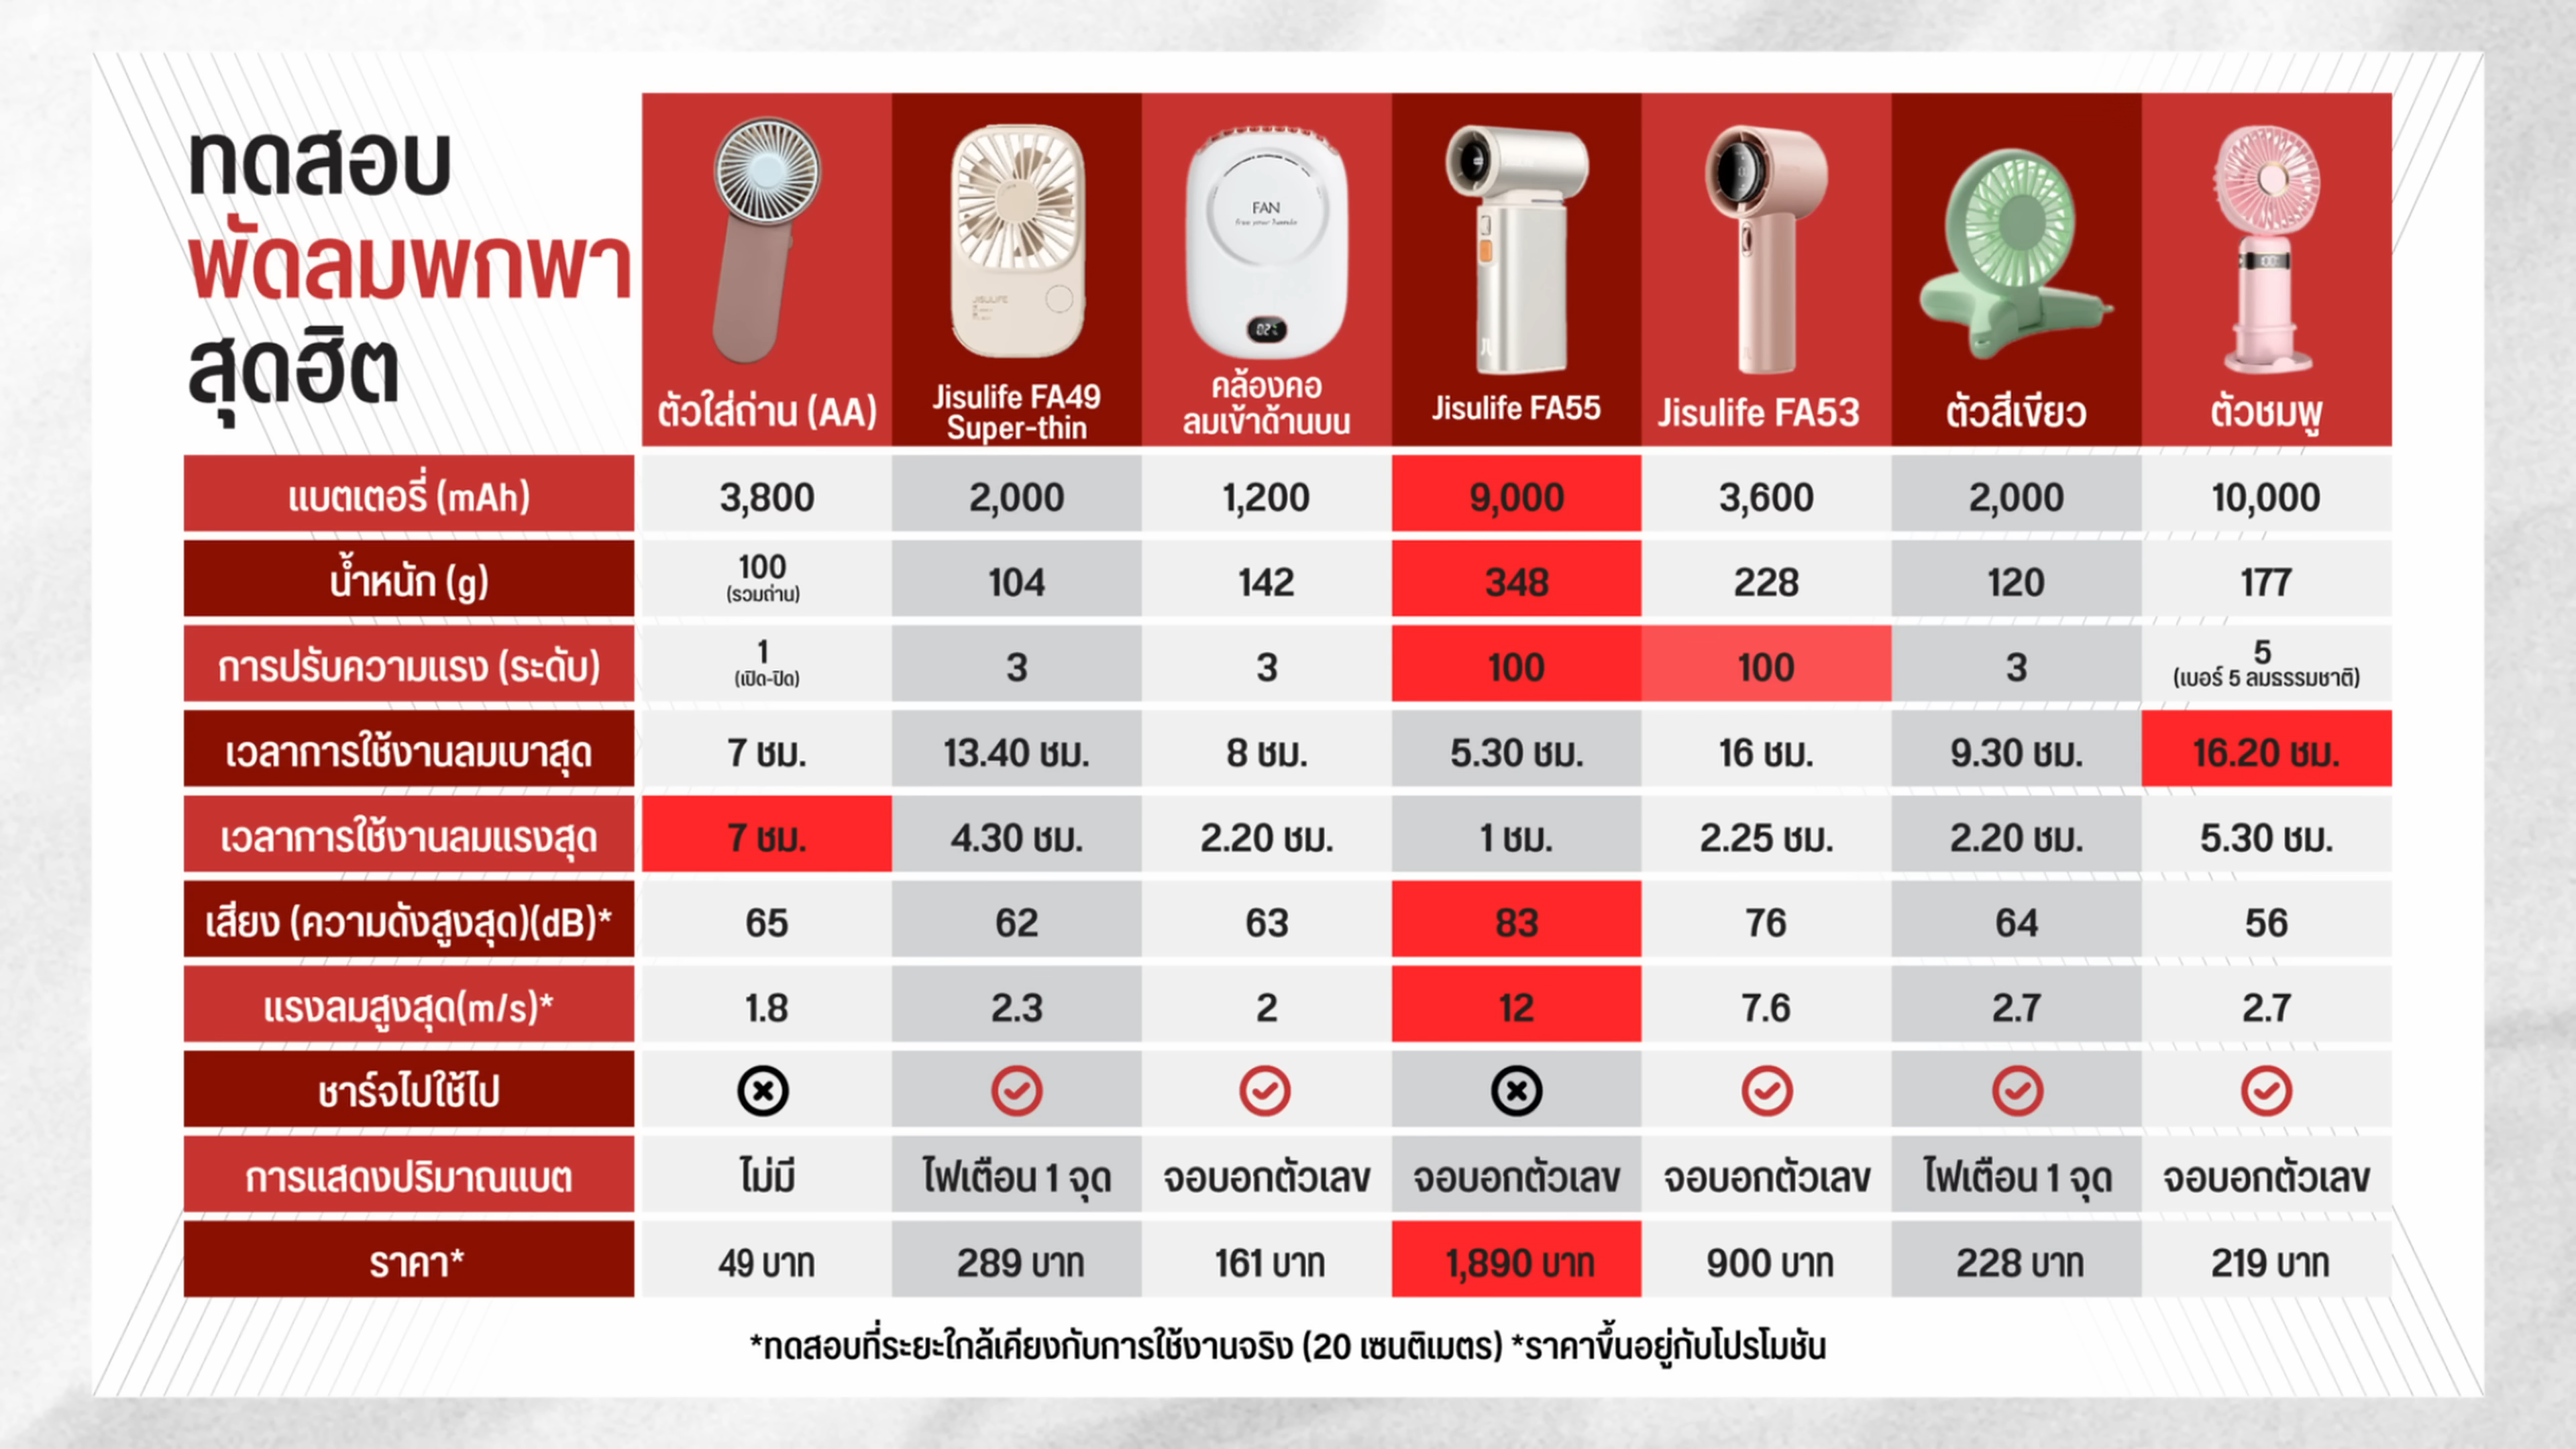 ทดสอบ
พัดลมพกพา
สุดฮิต
FAN
free your hands
JISULIFE
ตัวใส่ถ่าน (AA)
Jisulife FA49
Super-thin
คล้องคอ
ลมเข้าด้านบน
Jisulife FA55
Jisulife FA53
ตัวสีเขียว
ตัวชมพู
แบตเตอรี่ (mAh) 3,800 2,000 1,200 9,000 3,600 2,000 10,000
น้ำหนัก (g) 100 (รวมถ่าน) 104 142 348 228 120 177
การปรับความแรง (ระดับ) 1 (เปิด-ปิด) 3 3 100 100 3 5 (เบอร์ 5 ลมธรรมชาติ)
เวลาการใช้งานลมเบาสุด 7 ชม. 13.40 ชม. 8 ชม. 5.30 ชม. 16 ชม. 9.30 ชม. 16.20 ชม.
เวลาการใช้งานลมแรงสุด 7 ชม. 4.30 ชม. 2.20 ชม. 1 ชม. 2.25 ชม. 2.20 ชม. 5.30 ชม.
เสียง (ความดังสูงสุด)(dB)* 65 62 63 83 76 64 56
แรงลมสูงสุด(m/s)* 1.8 2.3 2 12 7.6 2.7 2.7
ชาร์จไปใช้ไป
การแสดงปริมาณแบต ไม่มี ไฟเตือน 1 จุด จอบอกตัวเลข จอบอกตัวเลข จอบอกตัวเลข ไฟเตือน 1 จุด จอบอกตัวเลข
ราคา* 49 บาท 289 บาท 161 บาท 1,890 บาท 900 บาท 228 บาท 219 บาท
*ทดสอบที่ระยะใกล้เคียงกับการใช้งานจริง (20 เซนติเมตร) *ราคาขึ้นอยู่กับโปรโมชัน